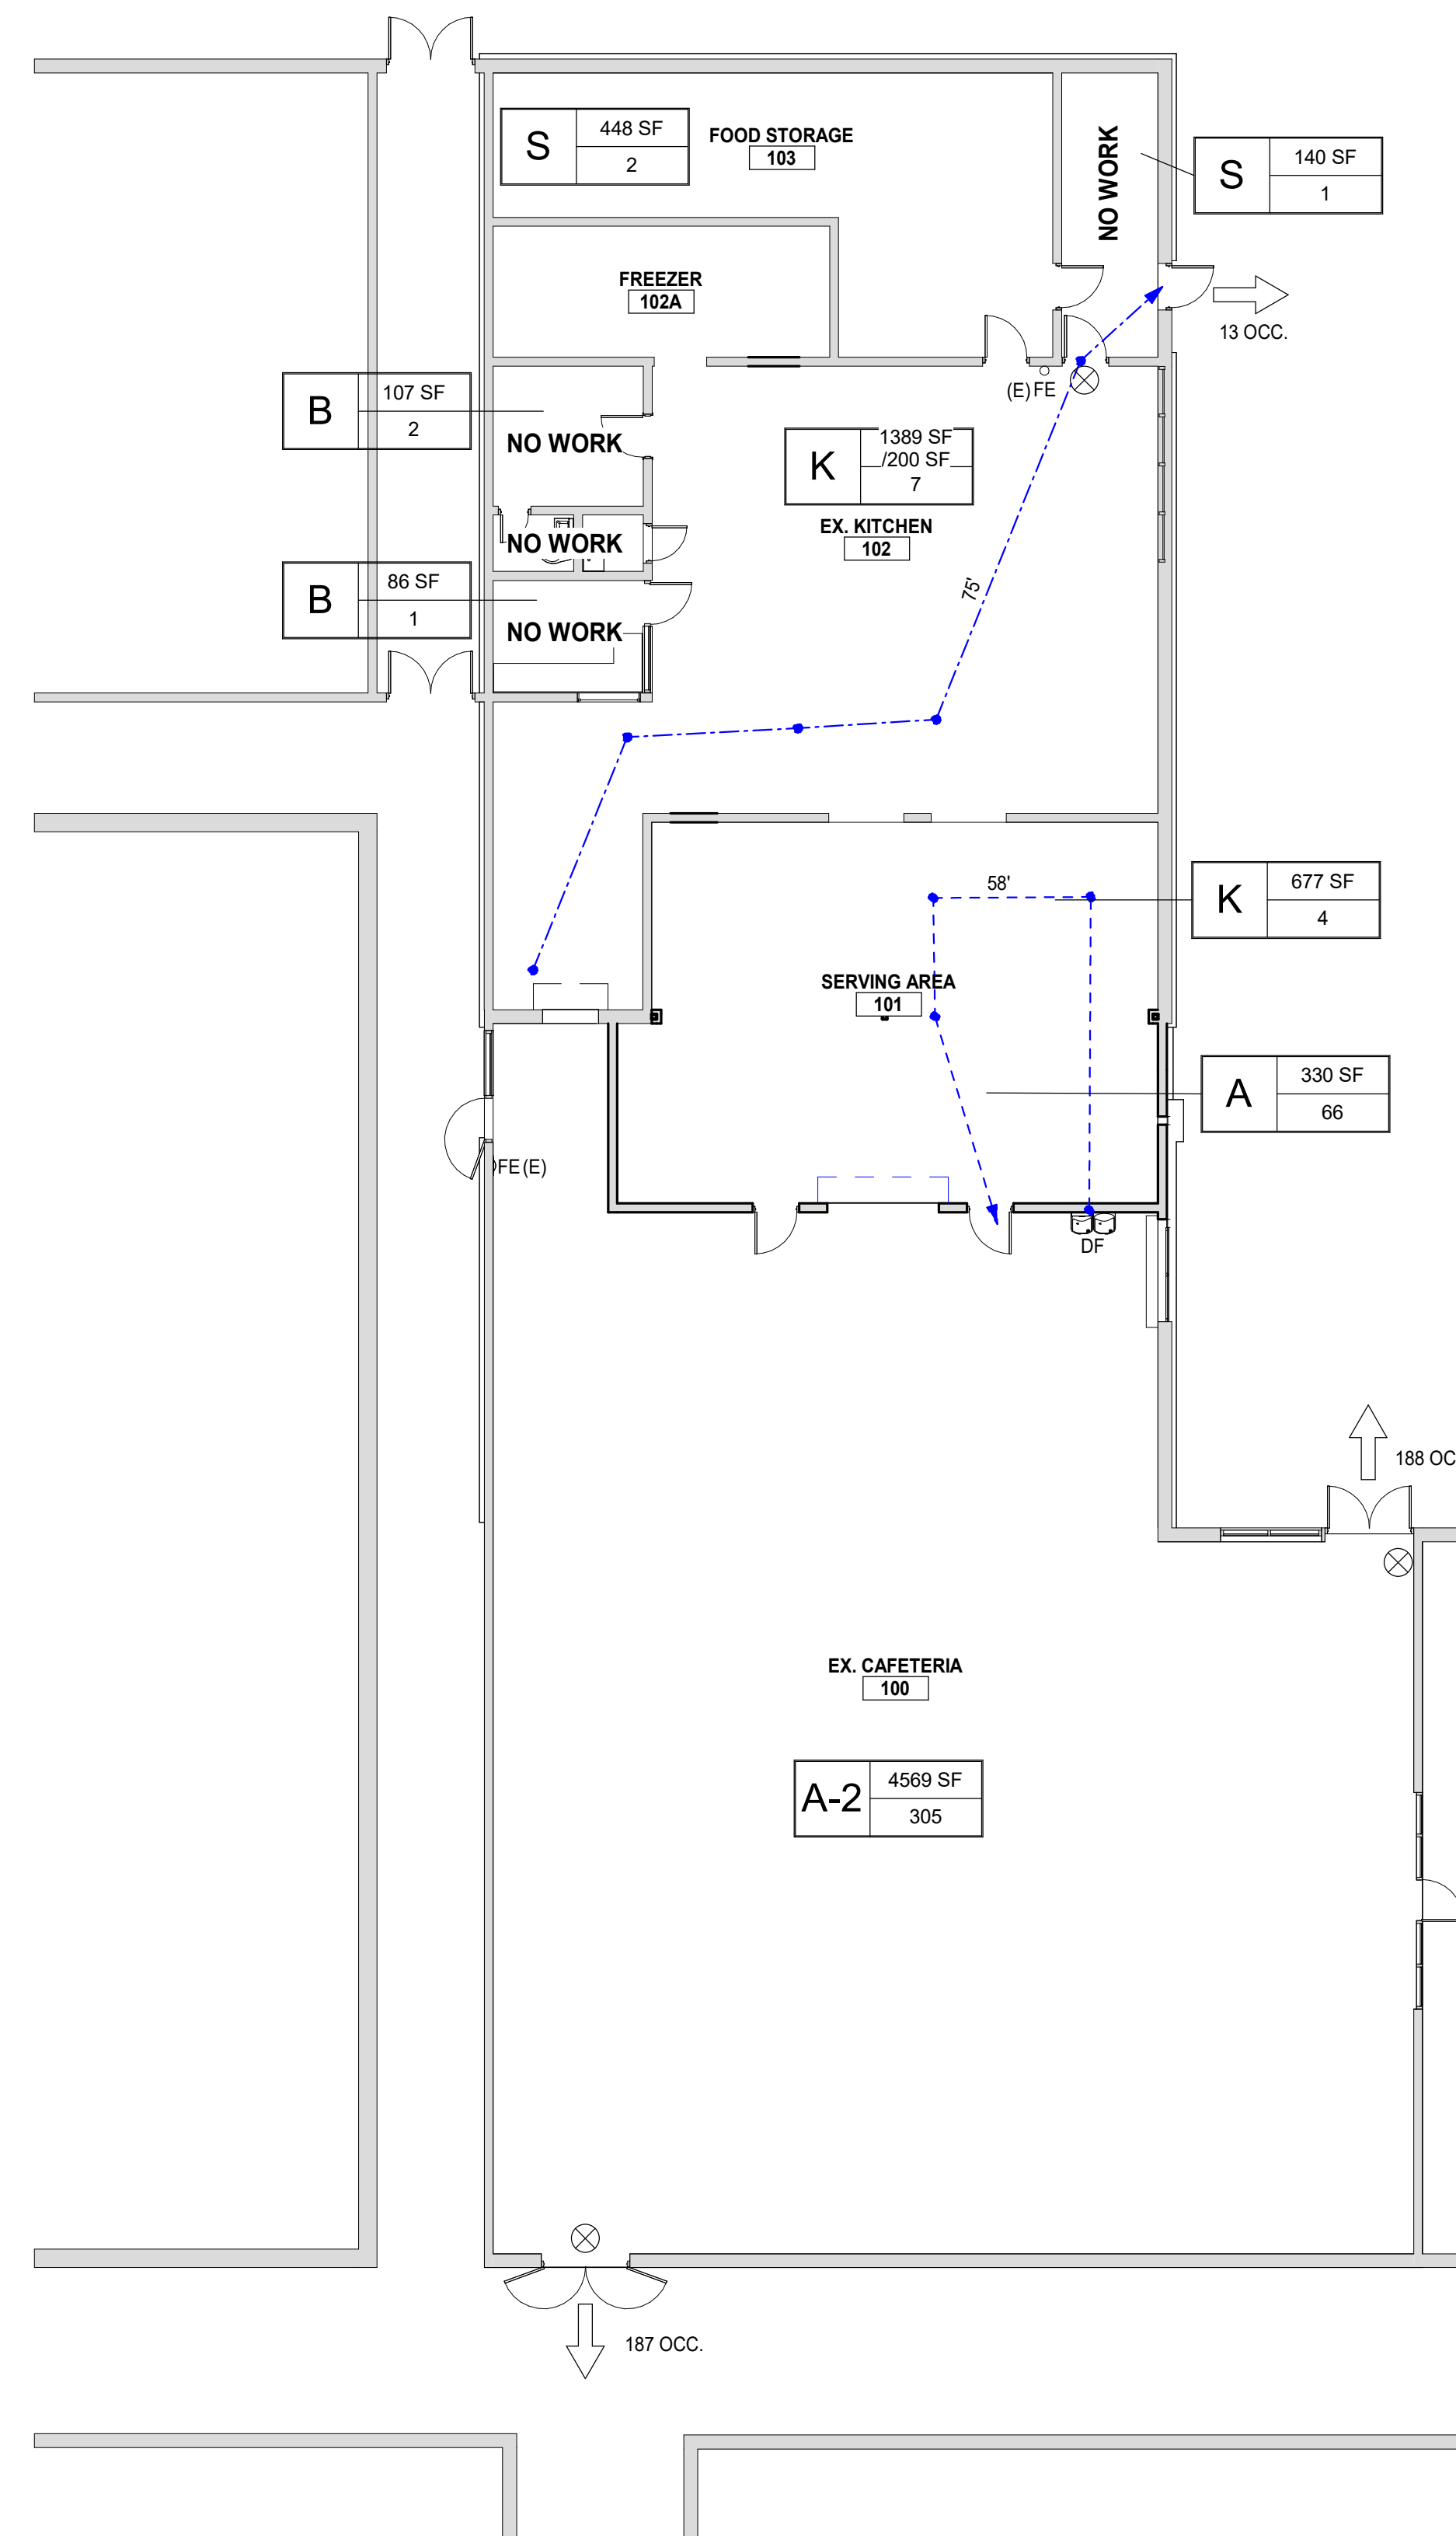 S
448 SF
2
FOOD STORAGE
103
NO WORK
S
140 SF
1
FREEZER
102A
13 OCC.
(E) FE
B
107 SF
2
NO WORK
K
1389 SF
/200 SF
7
EX. KITCHEN
102
NO WORK
B
86 SF
1
NO WORK
75'
58'
K
677 SF
4
SERVING AREA
101
A
330 SF
66
FE (E)
DF
188 OC
EX. CAFETERIA
100
A-2
4569 SF
305
187 OCC.